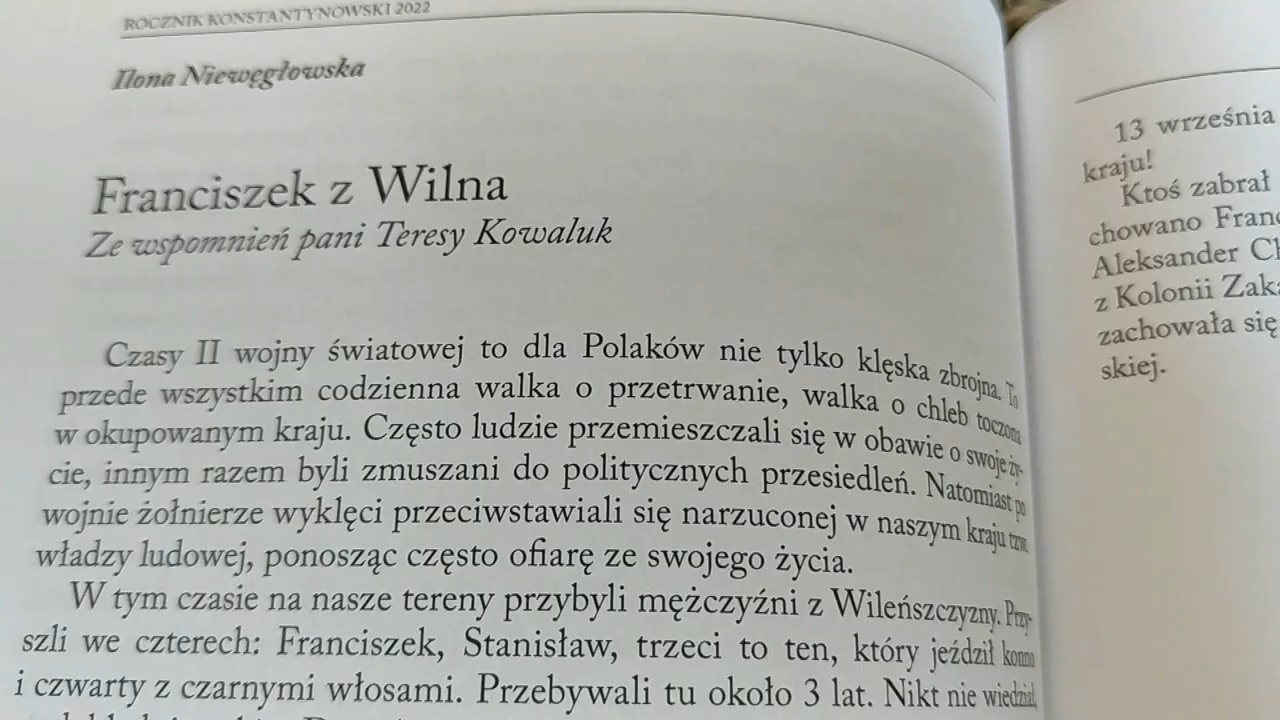 ROCZNIK KONSTANTYNOWSKI 2022
Ilona Niewęgłowska
Franciszek z Wilna
Ze wspomnień pani Teresy Kowaluk
Czasy II wojny światowej to dla Polaków nie tylko klęska zbrojna. To
przede wszystkim codzienna walka o przetrwanie, walka o chleb toczona
w okupowanym kraju. Często ludzie przemieszczali się w obawie o swoje ży-
cie, innym razem byli zmuszani do politycznych przesiedleń. Natomiast po
wojnie żołnierze wyklęci przeciwstawiali się narzuconej w naszym kraju tzw.
władzy ludowej, ponosząc często ofiarę ze swojego życia.
W tym czasie na nasze tereny przybyli mężczyźni z Wileńszczyzny. Przy-
szli we czterech: Franciszek, Stanisław, trzeci to ten, który jeździł konno
i czwarty z czarnymi włosami. Przebywali tu około 3 lat. Nikt nie wiedział,
13 września
kraju!
Ktoś zabrał
chowano Franc
Aleksander Ch
z Kolonii Zaka
zachowała się
skiej.